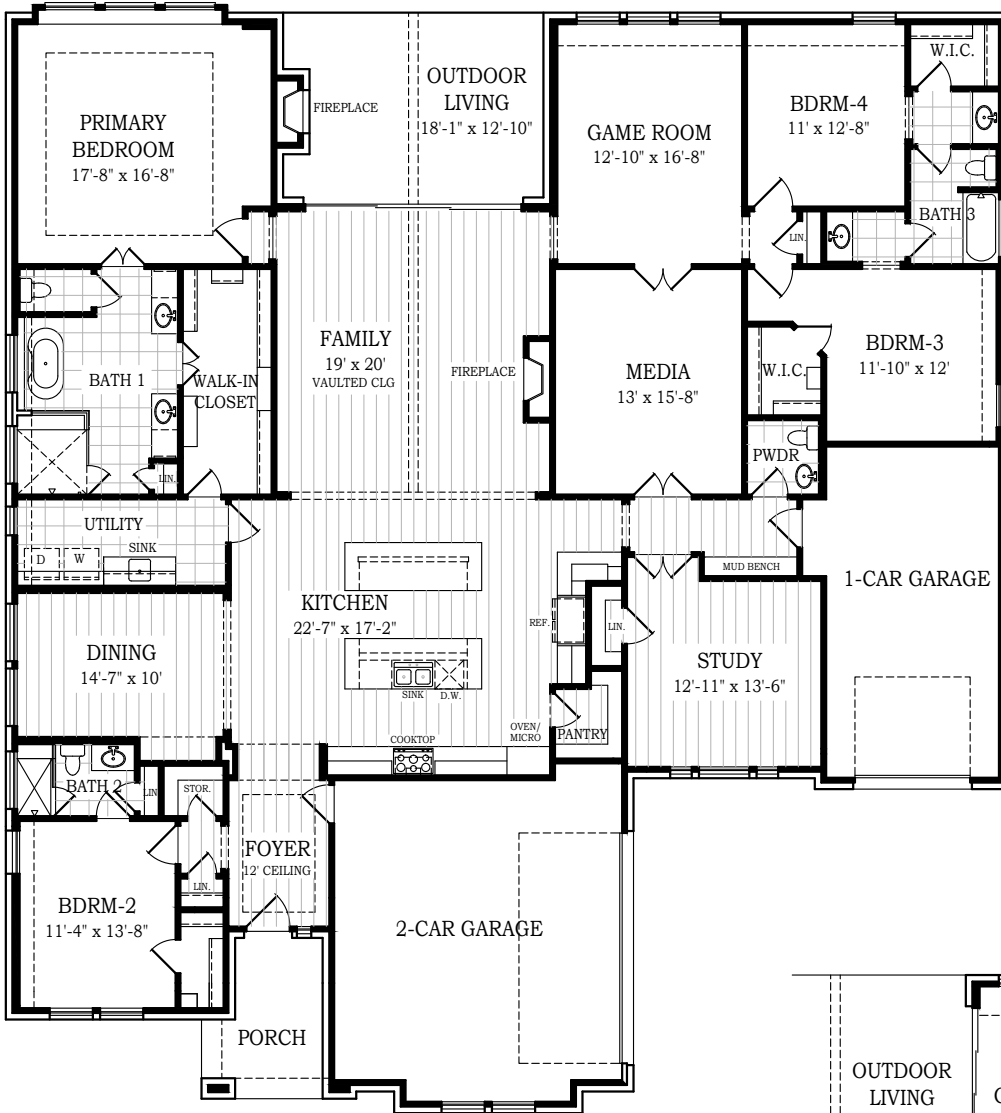 PRIMARY
BEDROOM
17'-8" x 16'-8"
FIREPLACE
OUTDOOR
LIVING
18'-1" x 12'-10"
GAME ROOM
12'-10" x 16'-8"
BDRM-4
11' x 12'-8"
W.I.C.
LIN.
BATH 3
BATH 1
WALK-IN
CLOSET
LIN.
FAMILY
19' x 20'
VAULTED CLG
FIREPLACE
MEDIA
13' x 15'-8"
W.I.C.
BDRM-3
11'-10" x 12'
PWDR
UTILITY
D
W
SINK
MUD BENCH
1-CAR GARAGE
KITCHEN
22'-7" x 17'-2"
REF.
LIN.
DINING
14'-7" x 10'
STUDY
12'-11" x 13'-6"
SINK
D.W.
COOKTOP
OVEN/
MICRO
PANTRY
BATH 2
LIN
STOR.
LIN.
FOYER
12' CEILING
BDRM-2
11'-4" x 13'-8"
2-CAR GARAGE
PORCH
OUTDOOR
LIVING